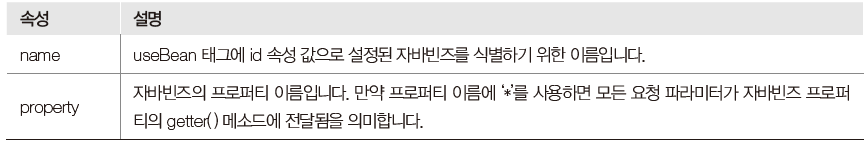 속성 설명
name useBean 태그에 id 속성 값으로 설정된 자바빈즈를 식별하기 위한 이름입니다.
property 자바빈즈의 프로퍼티 이름입니다. 만약 프로퍼티 이름에 '*'를 사용하면 모든 요청 파라미터가 자바빈즈 프로퍼
티의 getter( ) 메소드에 전달됨을 의미합니다.